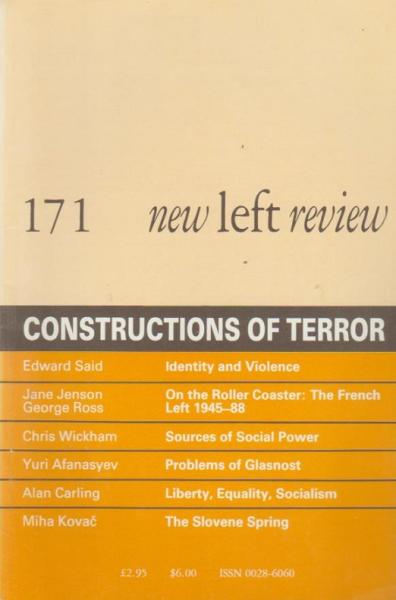 171 new left review
CONSTRUCTIONS OF TERROR
Edward Said Identity and Violence
Jane Jenson On the Roller Coaster: The French
George Ross Left 1945–88
Chris Wickham Sources of Social Power
Yuri Afanasyev Problems of Glasnost
Alan Carling Liberty, Equality, Socialism
Miha Kovač The Slovene Spring
£2.95 $6.00 ISSN 0028-6060